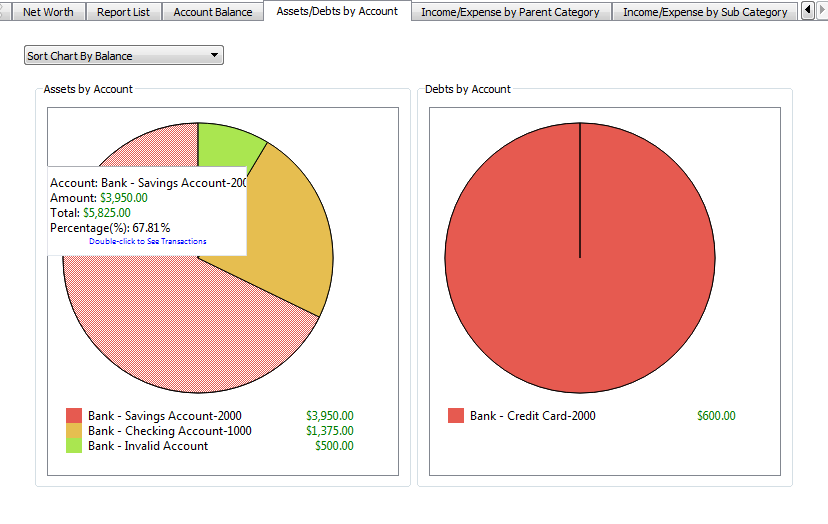 Net Worth
Report List
Account Balance
Assets/Debts by Account
Income/Expense by Parent Category
Income/Expense by Sub Category
Sort Chart By Balance
Assets by Account
Account: Bank - Savings Account-200
Amount: $3,950.00
Total: $5,825.00
Percentage(%): 67.81%
Double-click to See Transactions
Bank - Savings Account-2000 $3,950.00
Bank - Checking Account-1000 $1,375.00
Bank - Invalid Account $500.00
Debts by Account
Bank - Credit Card-2000 $600.00